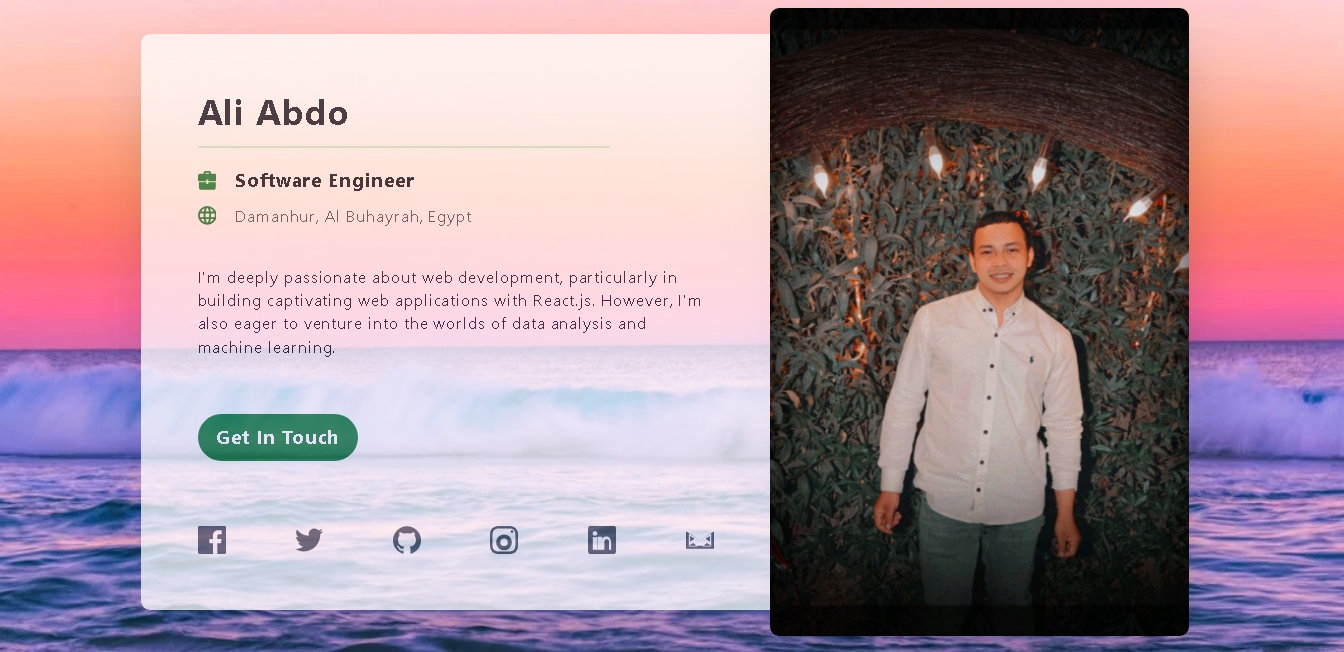 Ali Abdo
Software Engineer
Damanhur, Al Buhayrah, Egypt
I'm deeply passionate about web development, particularly in
building captivating web applications with React.js. However, I'm
also eager to venture into the worlds of data analysis and
machine learning.
Get In Touch